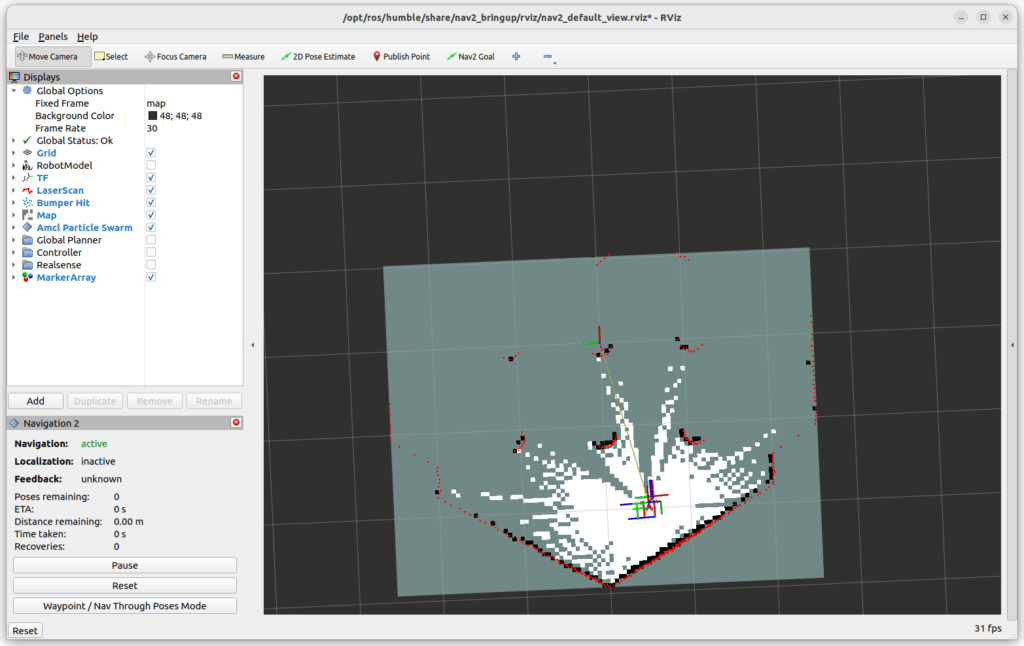 /opt/ros/humble/share/nav2_bringup/rviz/nav2_default_view.rviz* - RViz
File Panels Help
Move Camera Select Focus Camera Measure 2D Pose Estimate Publish Point Nav2 Goal
Displays
Global Options
Fixed Frame map
Background Color 48; 48; 48
Frame Rate 30
Global Status: Ok
Grid
RobotModel
TF
LaserScan
Bumper Hit
Map
Amcl Particle Swarm
Global Planner
Controller
Realsense
MarkerArray
Add Duplicate Remove Rename
Navigation 2
Navigation: active
Localization: inactive
Feedback: unknown
Poses remaining: 0
ETA: 0 s
Distance remaining: 0.00 m
Time taken: 0 s
Recoveries: 0
Pause
Reset
Waypoint / Nav Through Poses Mode
Reset
31 fps